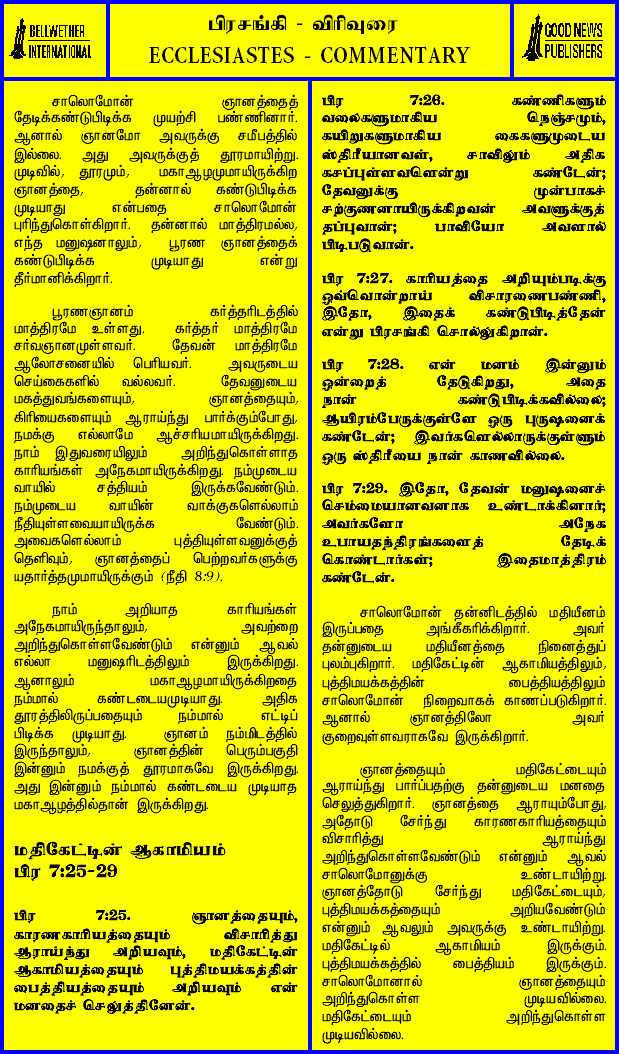 BELLWETHER
INTERNATIONAL
பிரசங்கி - விரிவுரை
ECCLESIASTES - COMMENTARY
GOOD NEWS
PUBLISHERS
சாலொமோன் ஞானத்தைத்
தேடிக்கண்டுபிடிக்க முயற்சி பண்ணினார்.
ஆனால் ஞானமோ அவருக்கு சமீபத்தில்
இல்லை. அது அவருக்குத் தூரமாயிற்று.
முடிவில், தூரமும், மகாஆழமுமாயிருக்கிற
ஞானத்தை, தன்னால் கண்டுபிடிக்க
முடியாது என்பதை சாலொமோன்
புரிந்துகொள்கிறார். தன்னால் மாத்திரமல்ல,
எந்த மனுஷனாலும், பூரண ஞானத்தைக்
கண்டுபிடிக்க முடியாது என்று
தீர்மானிக்கிறார்.
பூரணஞானம் கர்த்தரிடத்தில்
மாத்திரமே உள்ளது. கர்த்தர் மாத்திரமே
சர்வஞானமுள்ளவர். தேவன் மாத்திரமே
ஆலோசனையில் பெரியவர். அவருடைய
செய்கைகளில் வல்லவர். தேவனுடைய
மகத்துவங்களையும், ஞானத்தையும்,
கிரியைகளையும் ஆராய்ந்து பார்க்கும்போது,
நமக்கு எல்லாமே ஆச்சரியமாயிருக்கிறது.
நாம் இதுவரையிலும் அறிந்துகொள்ளாத
காரியங்கள் அநேகமாயிருக்கிறது. நம்முடைய
வாயில் சத்தியம் இருக்கவேண்டும்.
நம்முடைய வாயின் வாக்குகளெல்லாம்
நீதியுள்ளவையாயிருக்க வேண்டும்.
அவைகளெல்லாம் புத்தியுள்ளவனுக்குத்
தெளிவும், ஞானத்தைப் பெற்றவர்களுக்கு
யதார்த்தமுமாயிருக்கும் (நீதி 8:9).
நாம் அறியாத காரியங்கள்
அநேகமாயிருந்தாலும், அவற்றை
அறிந்துகொள்ளவேண்டும் என்னும் ஆவல்
எல்லா மனுஷரிடத்திலும் இருக்கிறது.
ஆனாலும் மகாஆழமாயிருக்கிறதை
நம்மால் கண்டடையமுடியாது. அதிக
தூரத்திலிருப்பதையும் நம்மால் எட்டிப்
பிடிக்க முடியாது. ஞானம் நம்மிடத்தில்
இருந்தாலும், ஞானத்தின் பெரும்பகுதி
இன்னும் நமக்குத் தூரமாகவே இருக்கிறது.
அது இன்னும் நம்மால் கண்டடைய முடியாத
மகாஆழத்தில்தான் இருக்கிறது.
மதிகேட்டின் ஆகாமியம்
பிர 7:25-29
பிர 7:25. ஞானத்தையும்,
காரணகாரியத்தையும் விசாரித்து
ஆராய்ந்து அறியவும், மதிகேட்டின்
ஆகாமியத்தையும் புத்திமயக்கத்தின்
பைத்தியத்தையும் அறியவும் என்
மனதைச் செலுத்தினேன்.
பிர 7:26. கண்ணிகளும்
வலைகளுமாகிய நெஞ்சமும்,
கயிறுகளுமாகிய கைகளுமுடைய
ஸ்திரீயானவள், சாவிலும் அதிக
கசப்புள்ளவளென்று கண்டேன்;
தேவனுக்கு முன்பாகச்
சற்குணனாயிருக்கிறவன் அவளுக்குத்
தப்புவான்; பாவியோ அவளால்
பிடிபடுவான்.
பிர 7:27. காரியத்தை அறியும்படிக்கு
ஒவ்வொன்றாய் விசாரணைபண்ணி,
இதோ, இதைக் கண்டுபிடித்தேன்
என்று பிரசங்கி சொல்லுகிறான்.
பிர 7:28. என் மனம் இன்னும்
ஒன்றைத் தேடுகிறது, அதை
நான் கண்டுபிடிக்கவில்லை;
ஆயிரம்பேருக்குள்ளே ஒரு புருஷனைக்
கண்டேன்; இவர்களெல்லாருக்குள்ளும்
ஒரு ஸ்திரீயை நான் காணவில்லை.
பிர 7:29. இதோ, தேவன் மனுஷனைச்
செம்மையானவனாக உண்டாக்கினார்;
அவர்களோ அநேக
உபாயதந்திரங்களைத் தேடிக்
கொண்டார்கள்; இதைமாத்திரம்
கண்டேன்.
சாலொமோன் தன்னிடத்தில் மதியீனம்
இருப்பதை அங்கீகரிக்கிறார். அவர்
தன்னுடைய மதியீனத்தை நினைத்துப்
புலம்புகிறார். மதிகேட்டின் ஆகாமியத்திலும்,
புத்திமயக்கத்தின் பைத்தியத்திலும்
சாலொமோன் நிறைவாகக் காணப்படுகிறார்.
ஆனால் ஞானத்திலோ அவர்
குறைவுள்ளவராகவே இருக்கிறார்.
ஞானத்தையும் மதிகேட்டையும்
ஆராய்ந்து பார்ப்பதற்கு தன்னுடைய மனதை
செலுத்துகிறார். ஞானத்தை ஆராயும்போது,
அதோடு சேர்ந்து காரணகாரியத்தையும்
விசாரித்து ஆராய்ந்து
அறிந்துகொள்ளவேண்டும் என்னும் ஆவல்
சாலொமோனுக்கு உண்டாயிற்று.
ஞானத்தோடு சேர்ந்து மதிகேட்டையும்,
புத்திமயக்கத்தையும் அறியவேண்டும்
என்னும் ஆவலும் அவருக்கு உண்டாயிற்று.
மதிகேட்டில் ஆகாமியம் இருக்கும்.
புத்திமயக்கத்தில் பைத்தியம் இருக்கும்.
சாலொமோனால் ஞானத்தையும்
அறிந்துகொள்ள முடியவில்லை.
மதிகேட்டையும் அறிந்துகொள்ள
முடியவில்லை.